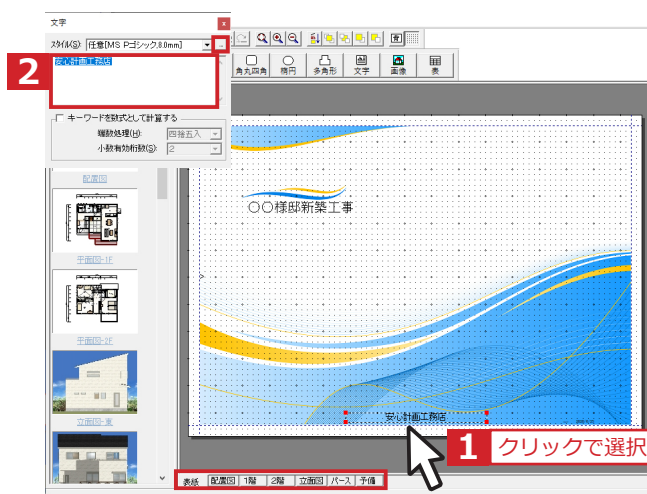 文字
x
スタイル(S): 任意[MS Pゴシック,8.0mm]
...
2
安心計画工務店
キーワードを数式として計算する
端数処理(H): 四捨五入
小数有効桁数(S): 2
角丸四角 楕円 多角形 文字 画像 表
配置図
平面図-1F
平面図-2F
立面図-東
〇〇様邸新築工事
安心計画工務店
1 クリックで選択
表紙 配置図 1階 2階 立面図 パース 予備